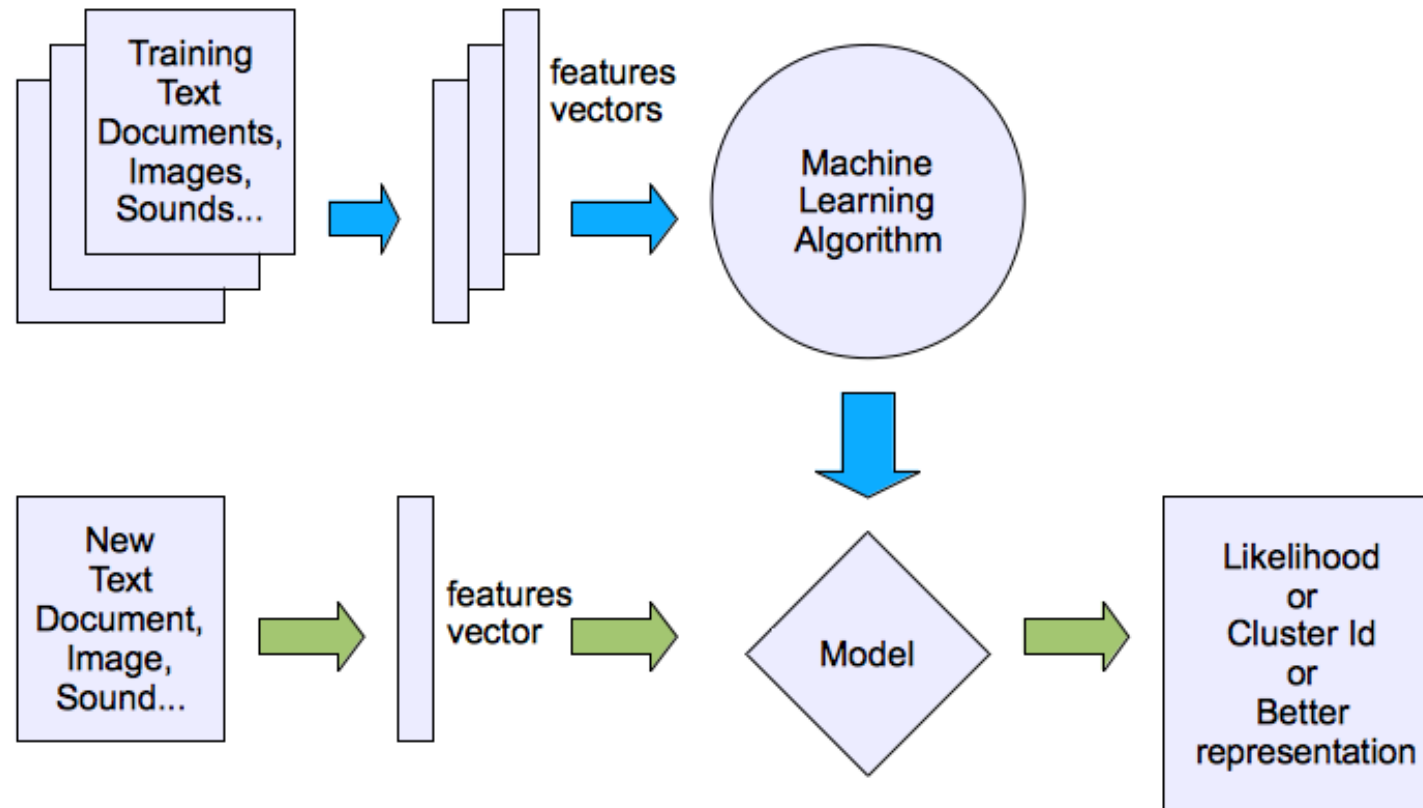 Training
Text
Documents,
Images,
Sounds...
features
vectors
Machine
Learning
Algorithm
New
Text
Document,
Image,
Sound...
features
vector
Model
Likelihood
or
Cluster Id
or
Better
representation